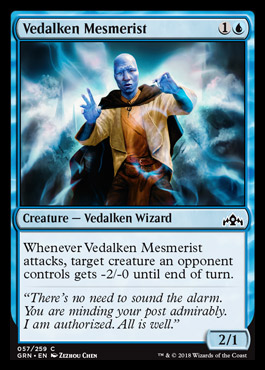 Vedalken Mesmerist 1
Creature — Vedalken Wizard
Whenever Vedalken Mesmerist
attacks, target creature an opponent
controls gets -2/-0 until end of turn.
"There's no need to sound the alarm.
You are minding your post admirably.
I am authorized. All is well."
2/1
057/259 C
GRN • EN ZEZHOU CHEN
™ & © 2018 Wizards of the Coast